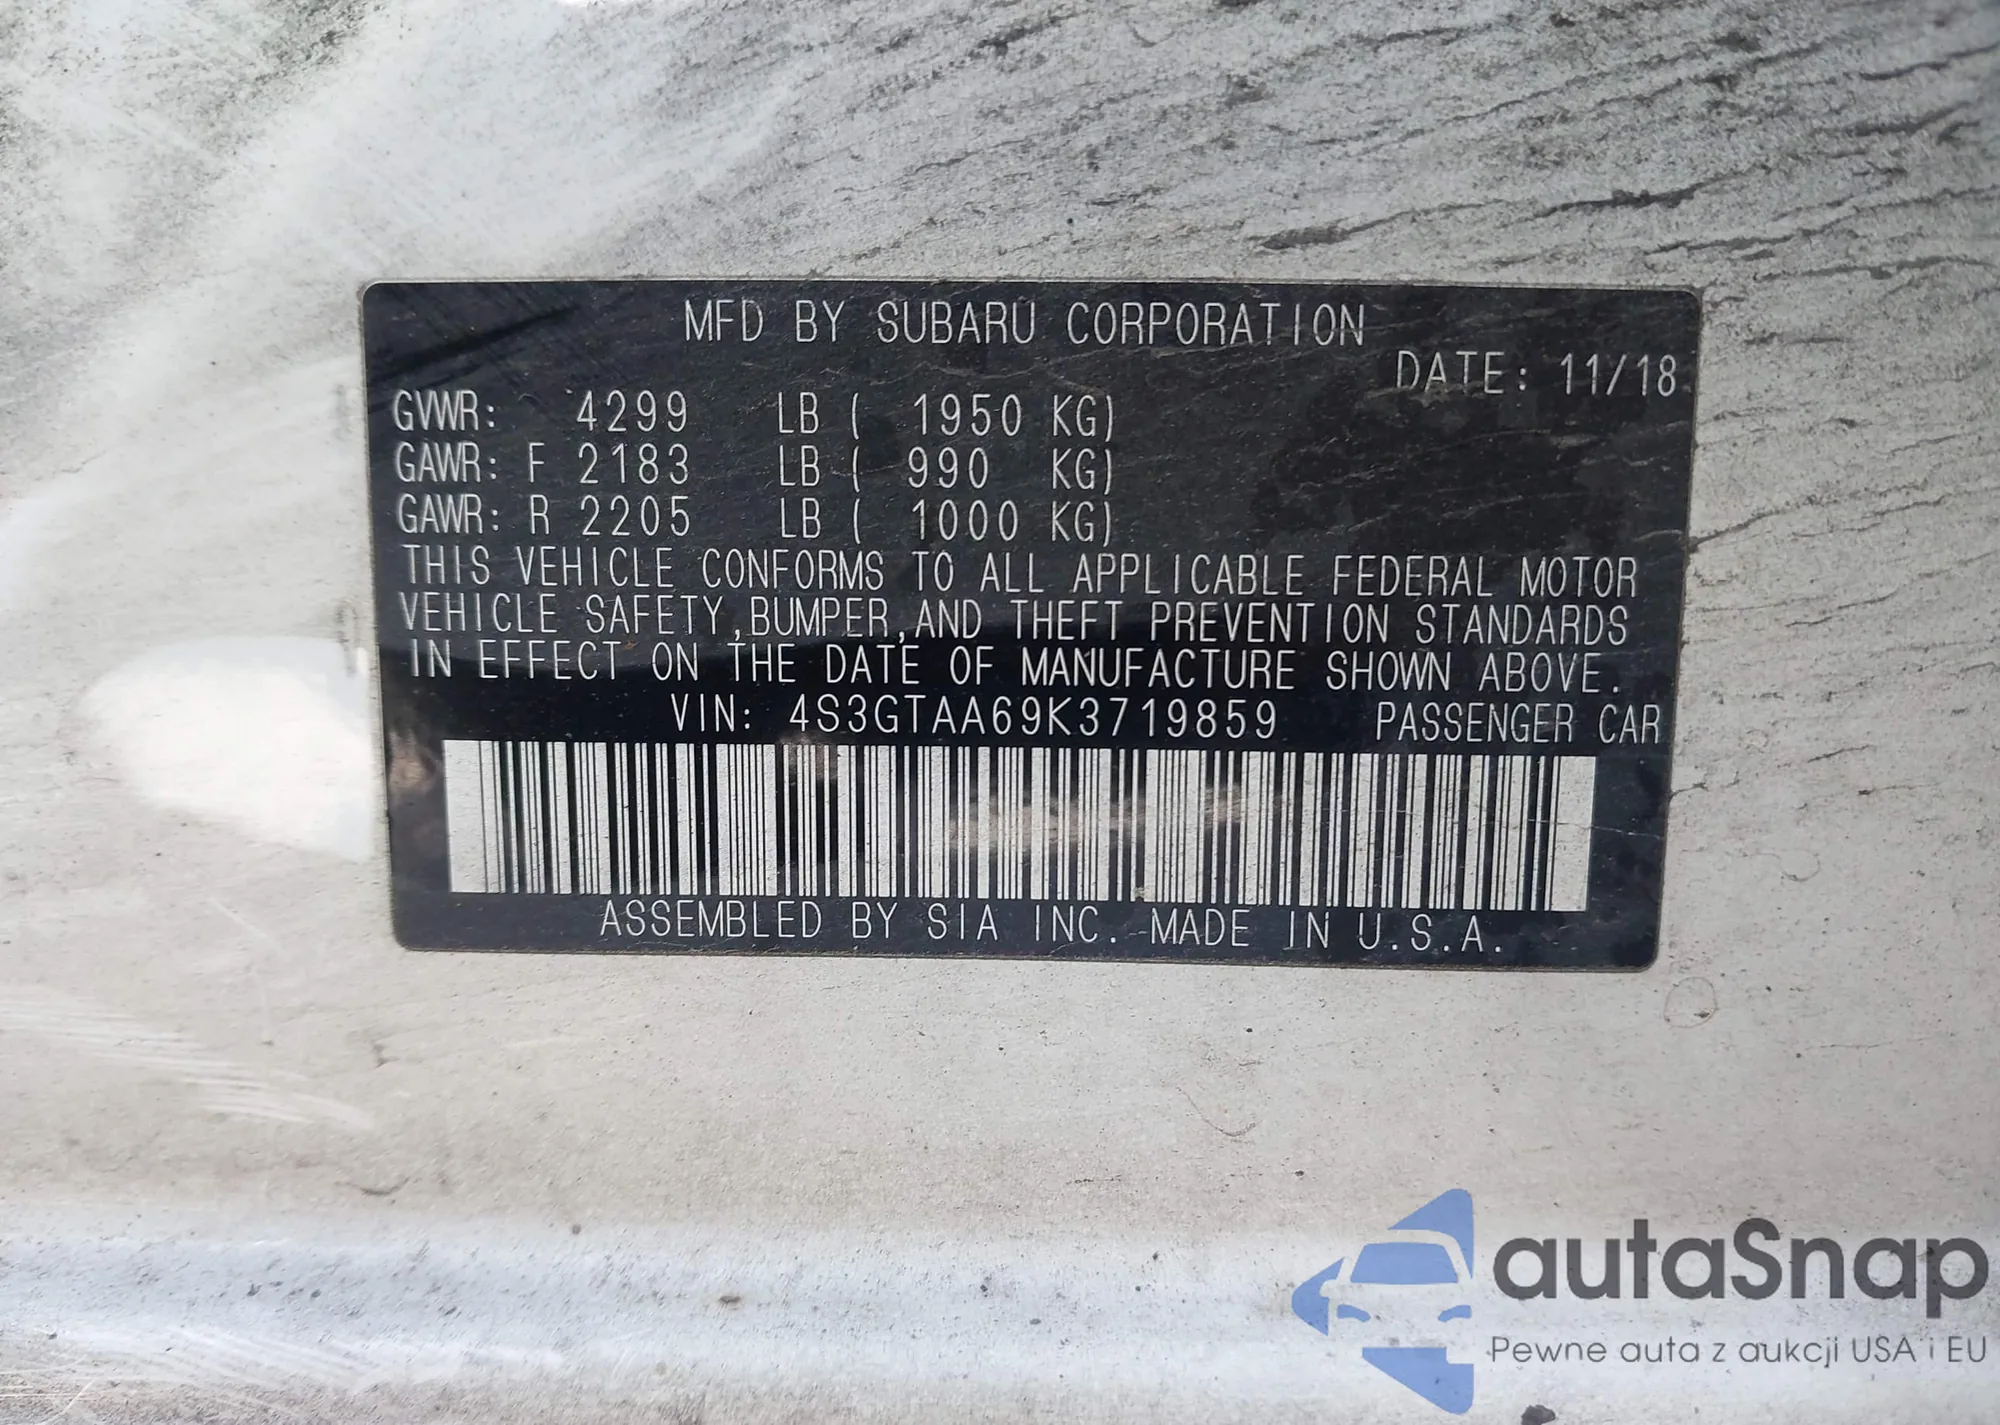 MFD BY SUBARU CORPORATION
DATE: 11/18
GVWR: 4299 LB ( 1950 KG)
GAWR: F 2183 LB ( 990 KG)
GAWR: R 2205 LB ( 1000 KG)
THIS VEHICLE CONFORMS TO ALL APPLICABLE FEDERAL MOTOR
VEHICLE SAFETY,BUMPER,AND THEFT PREVENTION STANDARDS
IN EFFECT ON THE DATE OF MANUFACTURE SHOWN ABOVE.
VIN: 4S3GTAA69K3719859 PASSENGER CAR
ASSEMBLED BY SIA INC. MADE IN U.S.A.
autaSnap
Pewne auta z aukcji USA i EU